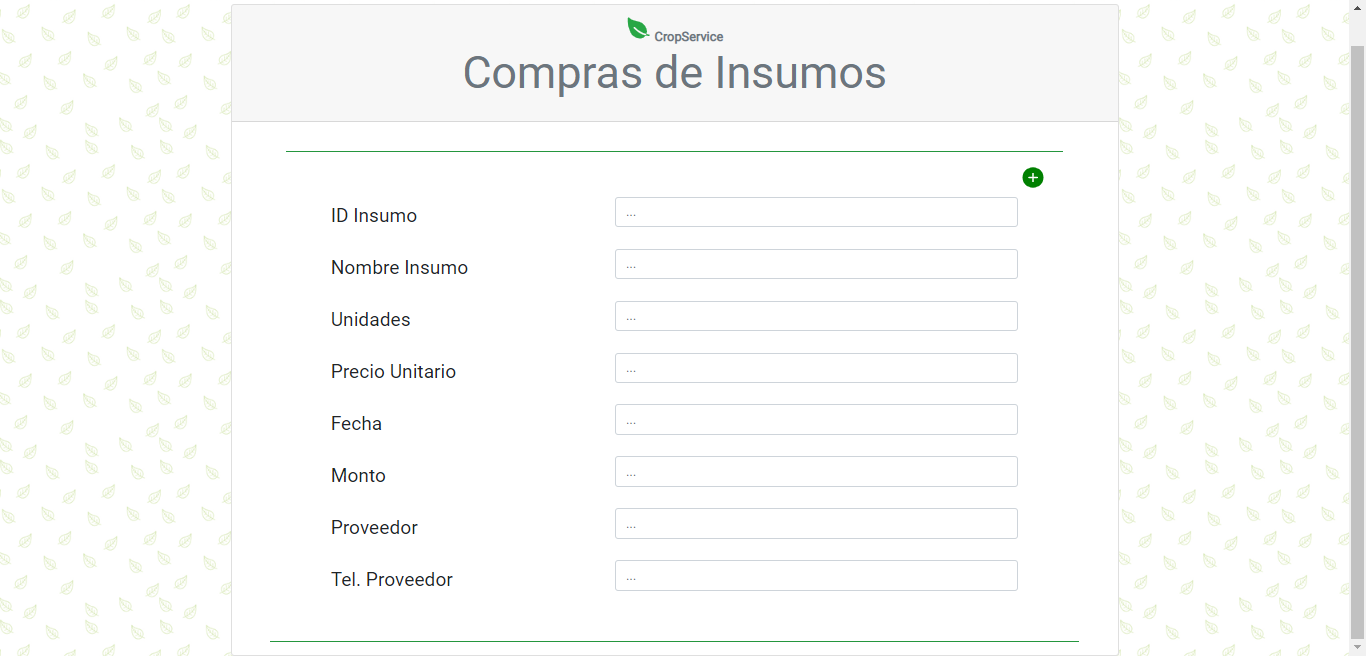 CropService
Compras de Insumos
ID Insumo ...
Nombre Insumo ...
Unidades ...
Precio Unitario ...
Fecha ...
Monto ...
Proveedor ...
Tel. Proveedor ...